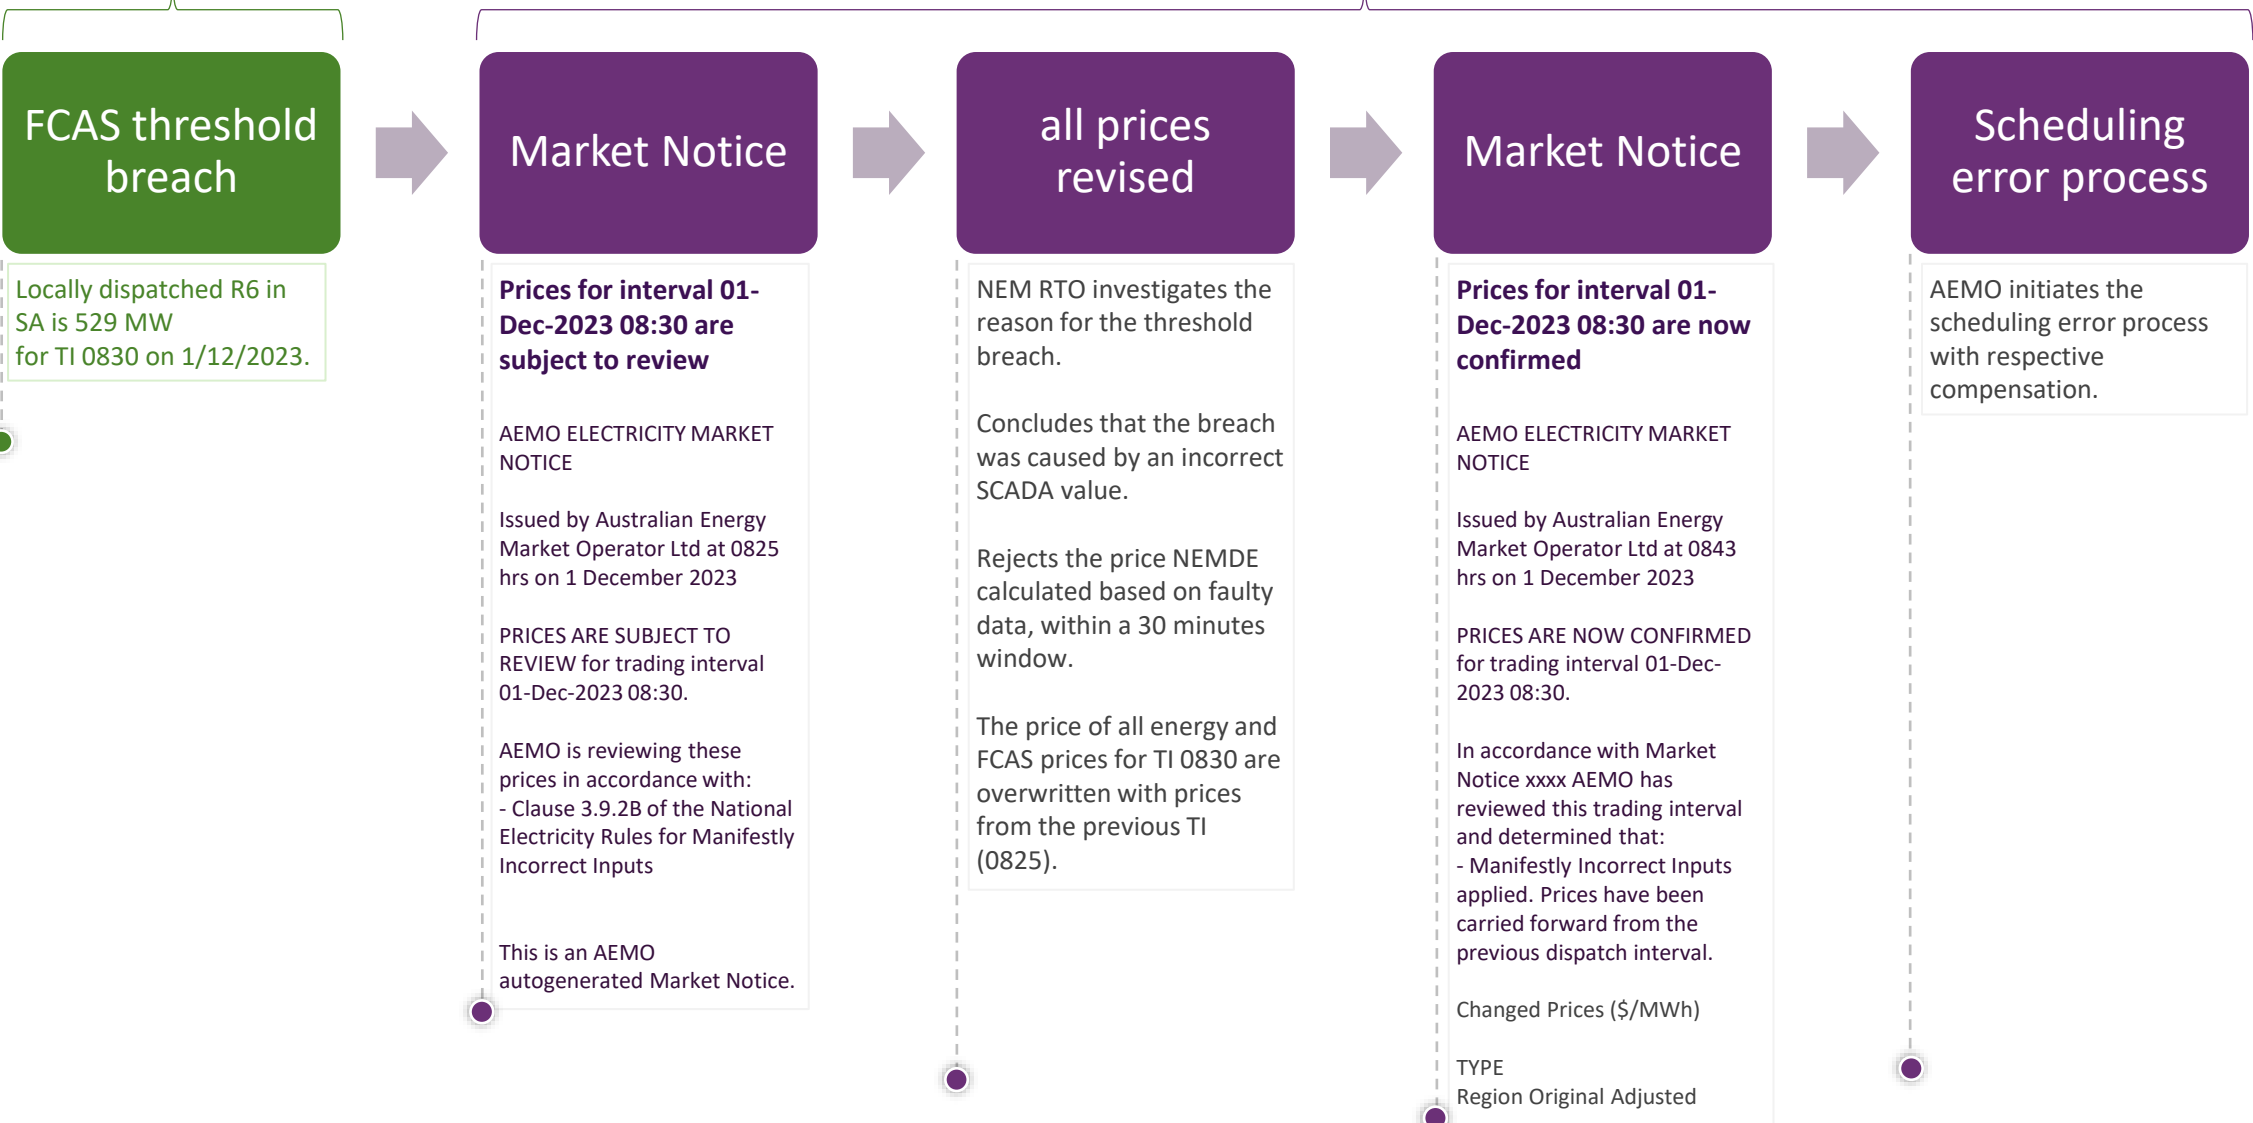 FCAS threshold
breach
Locally dispatched R6 in
SA is 529 MW
for TI 0830 on 1/12/2023.
Market Notice
Prices for interval 01-
Dec-2023 08:30 are
subject to review
AEMO ELECTRICITY MARKET
NOTICE
Issued by Australian Energy
Market Operator Ltd at 0825
hrs on 1 December 2023
PRICES ARE SUBJECT TO
REVIEW for trading interval
01-Dec-2023 08:30.
AEMO is reviewing these
prices in accordance with:
- Clause 3.9.2B of the National
Electricity Rules for Manifestly
Incorrect Inputs
This is an AEMO
autogenerated Market Notice.
all prices
revised
NEM RTO investigates the
reason for the threshold
breach.
Concludes that the breach
was caused by an incorrect
SCADA value.
Rejects the price NEMDE
calculated based on faulty
data, within a 30 minutes
window.
The price of all energy and
FCAS prices for TI 0830 are
overwritten with prices
from the previous TI
(0825).
Market Notice
Prices for interval 01-
Dec-2023 08:30 are now
confirmed
AEMO ELECTRICITY MARKET
NOTICE
Issued by Australian Energy
Market Operator Ltd at 0843
hrs on 1 December 2023
PRICES ARE NOW CONFIRMED
for trading interval 01-Dec-
2023 08:30.
In accordance with Market
Notice xxxx AEMO has
reviewed this trading interval
and determined that:
- Manifestly Incorrect Inputs
applied. Prices have been
carried forward from the
previous dispatch interval.
Changed Prices ($/MWh)
TYPE
Region Original Adjusted
Scheduling
error process
AEMO initiates the
scheduling error process
with respective
compensation.